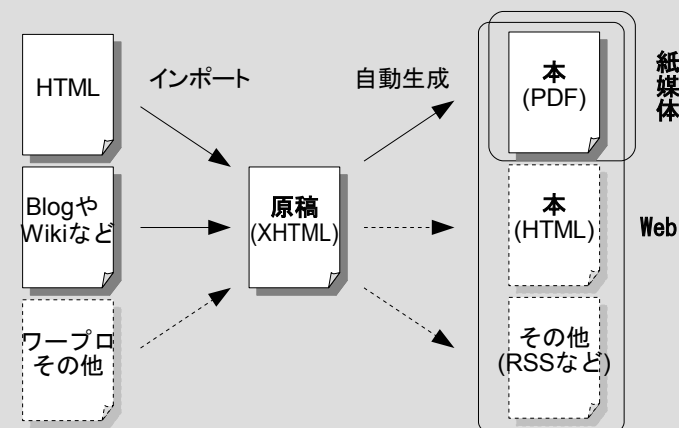 HTML
インポート
自動生成
本
(PDF)
紙媒体
Blogや
Wikiなど
原稿
(XHTML)
本
(HTML)
Web
ワープロ
その他
その他
(RSSなど)